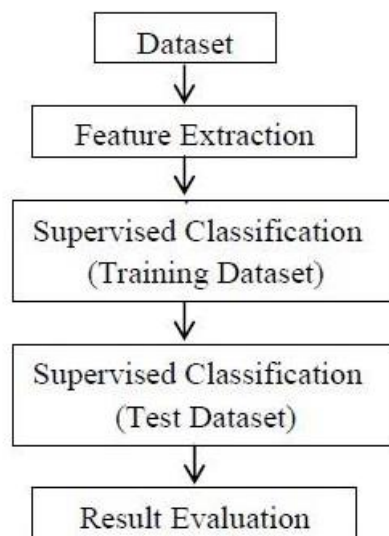 Dataset
Feature Extraction
Supervised Classification
(Training Dataset)
Supervised Classification
(Test Dataset)
Result Evaluation